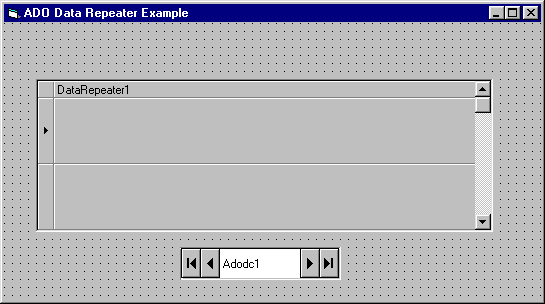 ADO Data Repeater Example
DataRepeater1
Adodc1